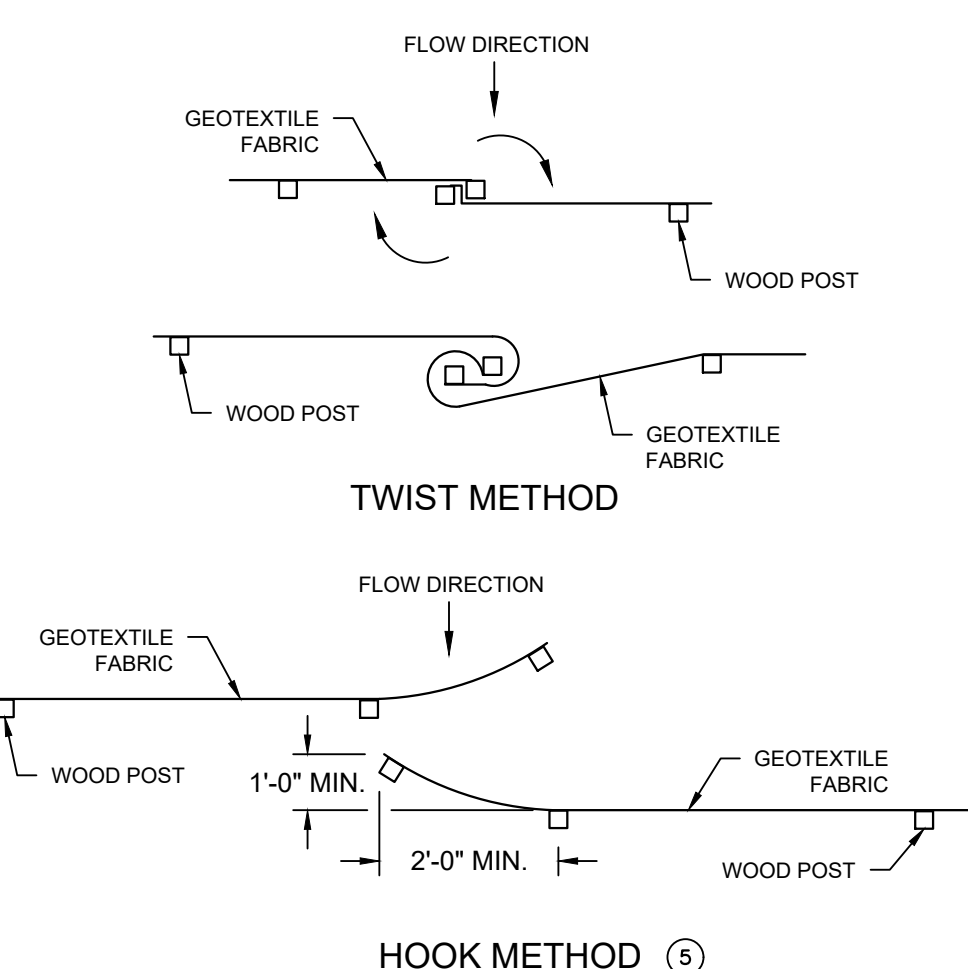 FLOW DIRECTION
GEOTEXTILE
FABRIC
WOOD POST
WOOD POST
GEOTEXTILE
FABRIC
TWIST METHOD
FLOW DIRECTION
GEOTEXTILE
FABRIC
WOOD POST
1'-0" MIN.
GEOTEXTILE
FABRIC
2'-0" MIN.
WOOD POST
HOOK METHOD 5